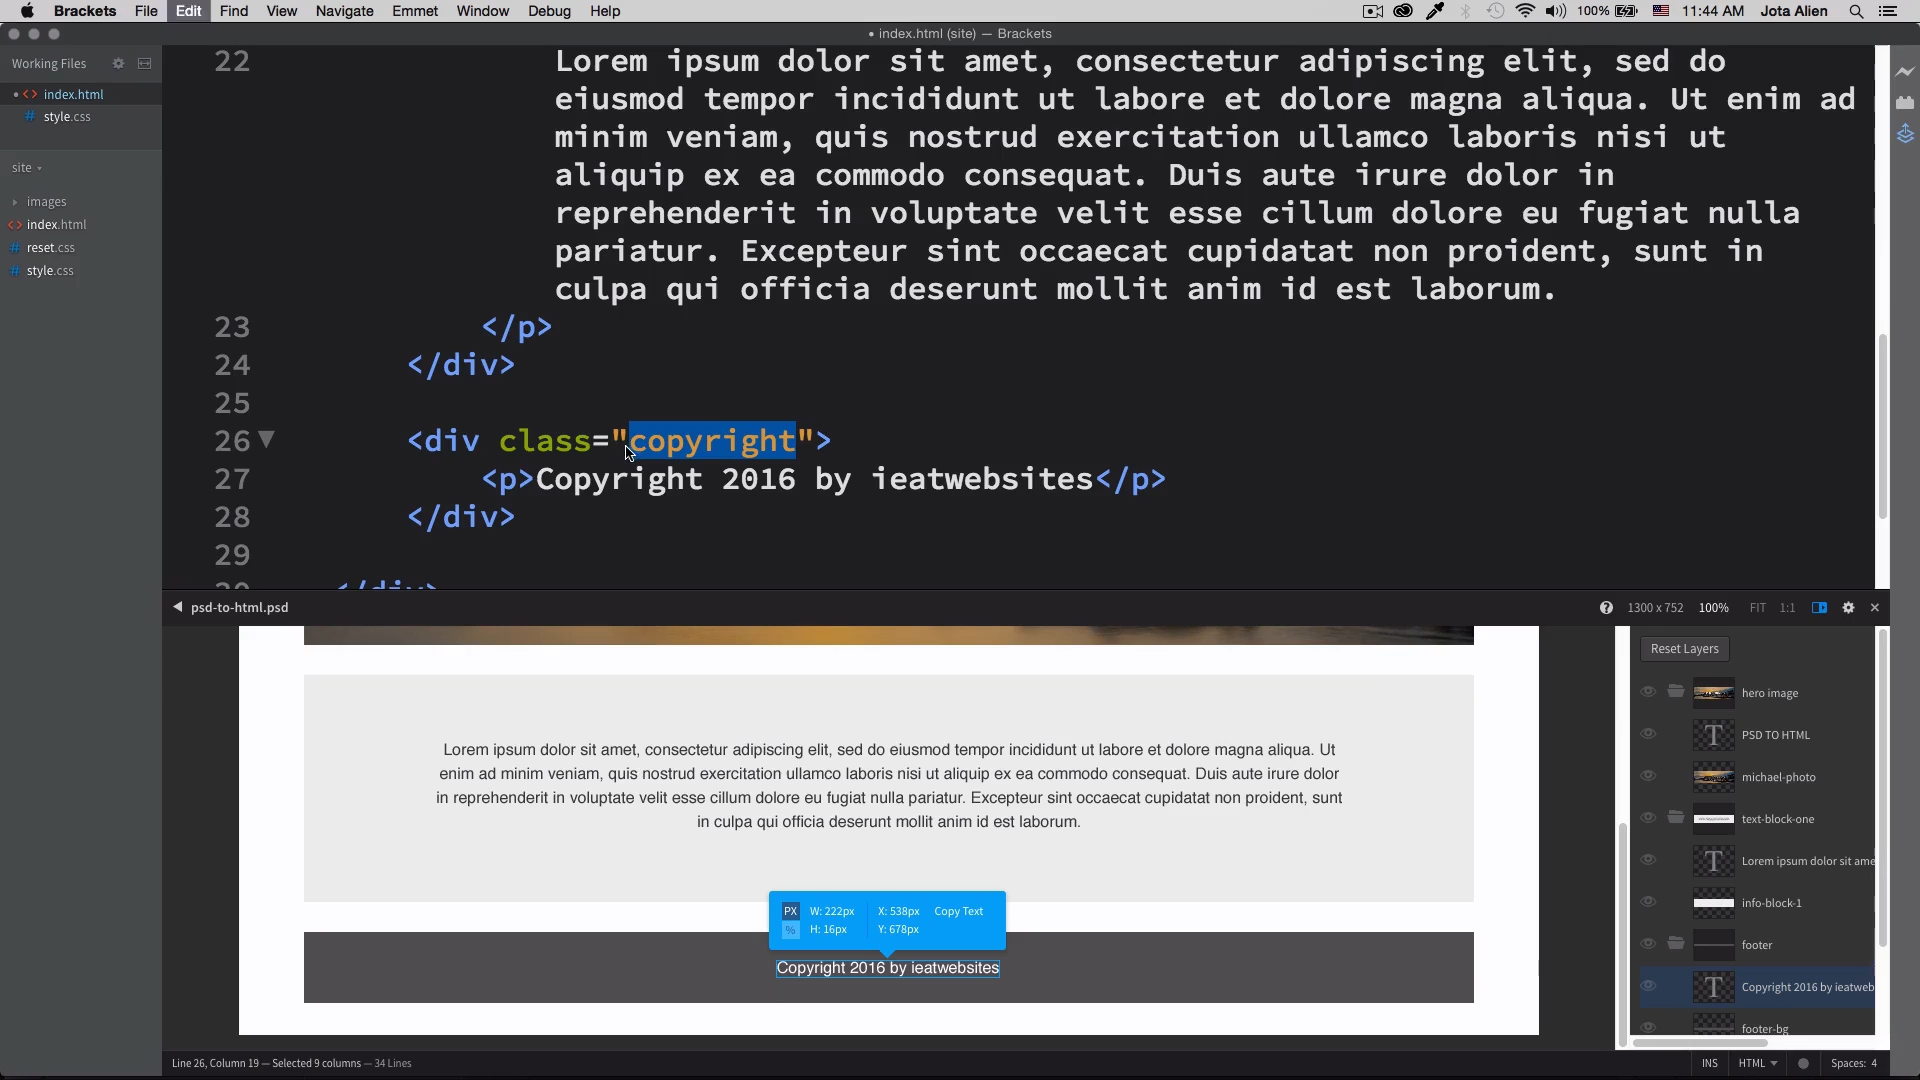 Brackets File Edit Find View Navigate Emmet Window Debug Help 100% 11:44 AM Jota Alien
• index.html (site) — Brackets
Working Files
• <> index.html
# style.css
site
images
<> index.html
# reset.css
# style.css
22 Lorem ipsum dolor sit amet, consectetur adipiscing elit, sed do
eiusmod tempor incididunt ut labore et dolore magna aliqua. Ut enim ad
minim veniam, quis nostrud exercitation ullamco laboris nisi ut
aliquip ex ea commodo consequat. Duis aute irure dolor in
reprehenderit in voluptate velit esse cillum dolore eu fugiat nulla
pariatur. Excepteur sint occaecat cupidatat non proident, sunt in
culpa qui officia deserunt mollit anim id est laborum.
23 </p>
24 </div>
25
26 <div class="copyright">
27 <p>Copyright 2016 by ieatwebsites</p>
28 </div>
29
30 </div>
psd-to-html.psd ? 1300 x 752 100% FIT 1:1
Lorem ipsum dolor sit amet, consectetur adipiscing elit, sed do eiusmod tempor incididunt ut labore et dolore magna aliqua. Ut
enim ad minim veniam, quis nostrud exercitation ullamco laboris nisi ut aliquip ex ea commodo consequat. Duis aute irure dolor
in reprehenderit in voluptate velit esse cillum dolore eu fugiat nulla pariatur. Excepteur sint occaecat cupidatat non proident, sunt
in culpa qui officia deserunt mollit anim id est laborum.
PX W: 222px X: 538px Copy Text
% H: 16px Y: 678px
Copyright 2016 by ieatwebsites
Reset Layers
hero image
T PSD TO HTML
michael-photo
text-block-one
T Lorem ipsum dolor sit ame
info-block-1
footer
T Copyright 2016 by ieatweb
footer-bg
Line 26, Column 19 — Selected 9 columns — 34 Lines INS HTML Spaces: 4